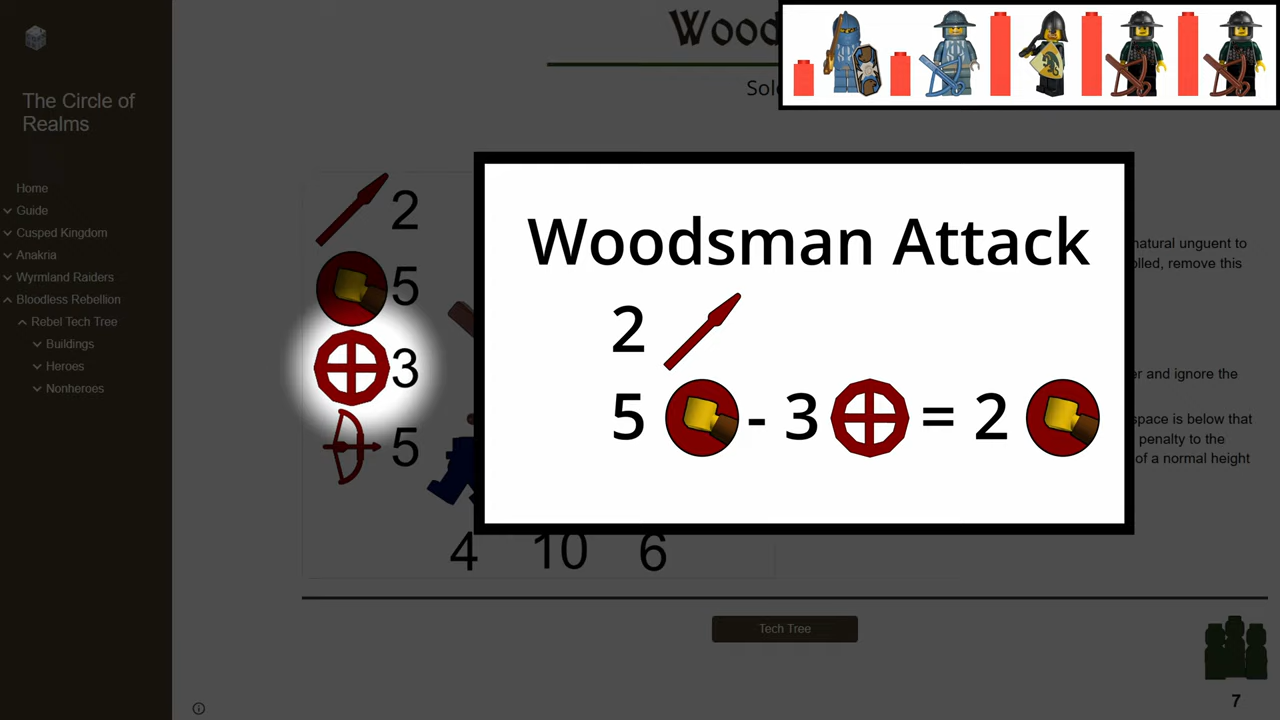 The Circle of
Realms
Home
Guide
Cusped Kingdom
Anakria
Wyrmland Raiders
Bloodless Rebellion
Rebel Tech Tree
Buildings
Heroes
Nonheroes
Wood
Sol
2
5
3
5
4 10 6
Woodsman Attack
2
5 - 3 = 2
natural unguent to
olled, remove this
er and ignore the
space is below that
penalty to the
of a normal height
Tech Tree
7